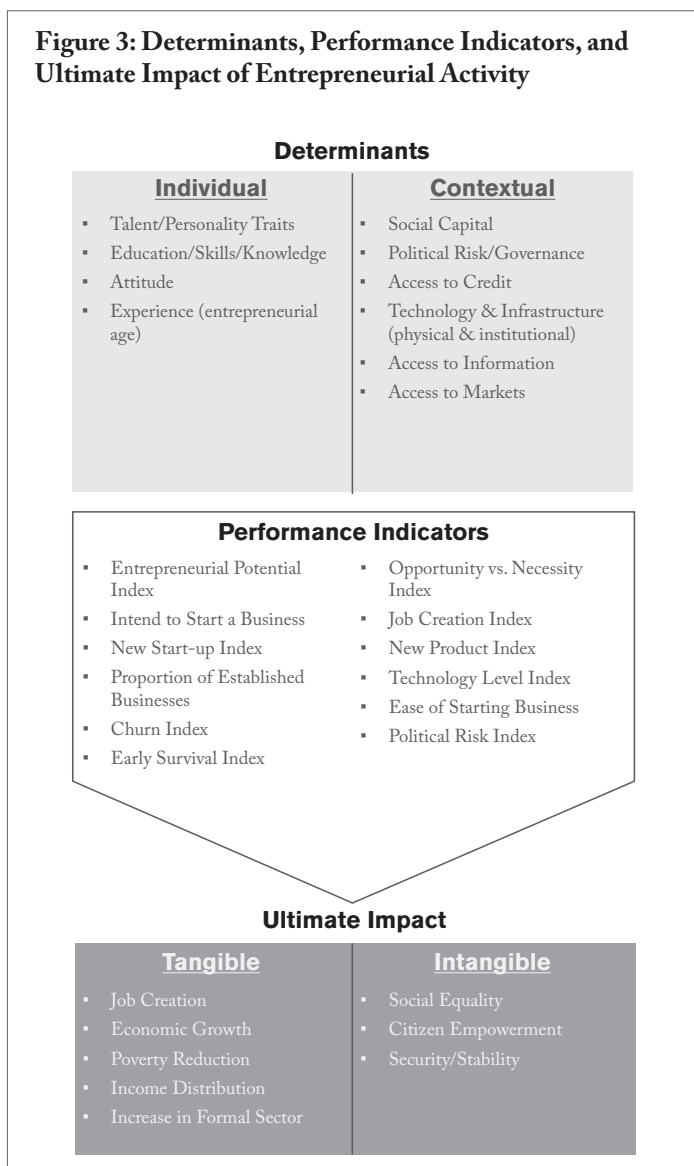 Figure 3: Determinants, Performance Indicators, and
Ultimate Impact of Entrepreneurial Activity
Determinants
Individual
▪ Talent/Personality Traits
▪ Education/Skills/Knowledge
▪ Attitude
▪ Experience (entrepreneurial
age)
Contextual
▪ Social Capital
▪ Political Risk/Governance
▪ Access to Credit
▪ Technology & Infrastructure
(physical & institutional)
▪ Access to Information
▪ Access to Markets
Performance Indicators
▪ Entrepreneurial Potential
Index
▪ Intend to Start a Business
▪ New Start-up Index
▪ Proportion of Established
Businesses
▪ Churn Index
▪ Early Survival Index
▪ Opportunity vs. Necessity
Index
▪ Job Creation Index
▪ New Product Index
▪ Technology Level Index
▪ Ease of Starting Business
▪ Political Risk Index
Ultimate Impact
Tangible
▪ Job Creation
▪ Economic Growth
▪ Poverty Reduction
▪ Income Distribution
▪ Increase in Formal Sector
Intangible
▪ Social Equality
▪ Citizen Empowerment
▪ Security/Stability